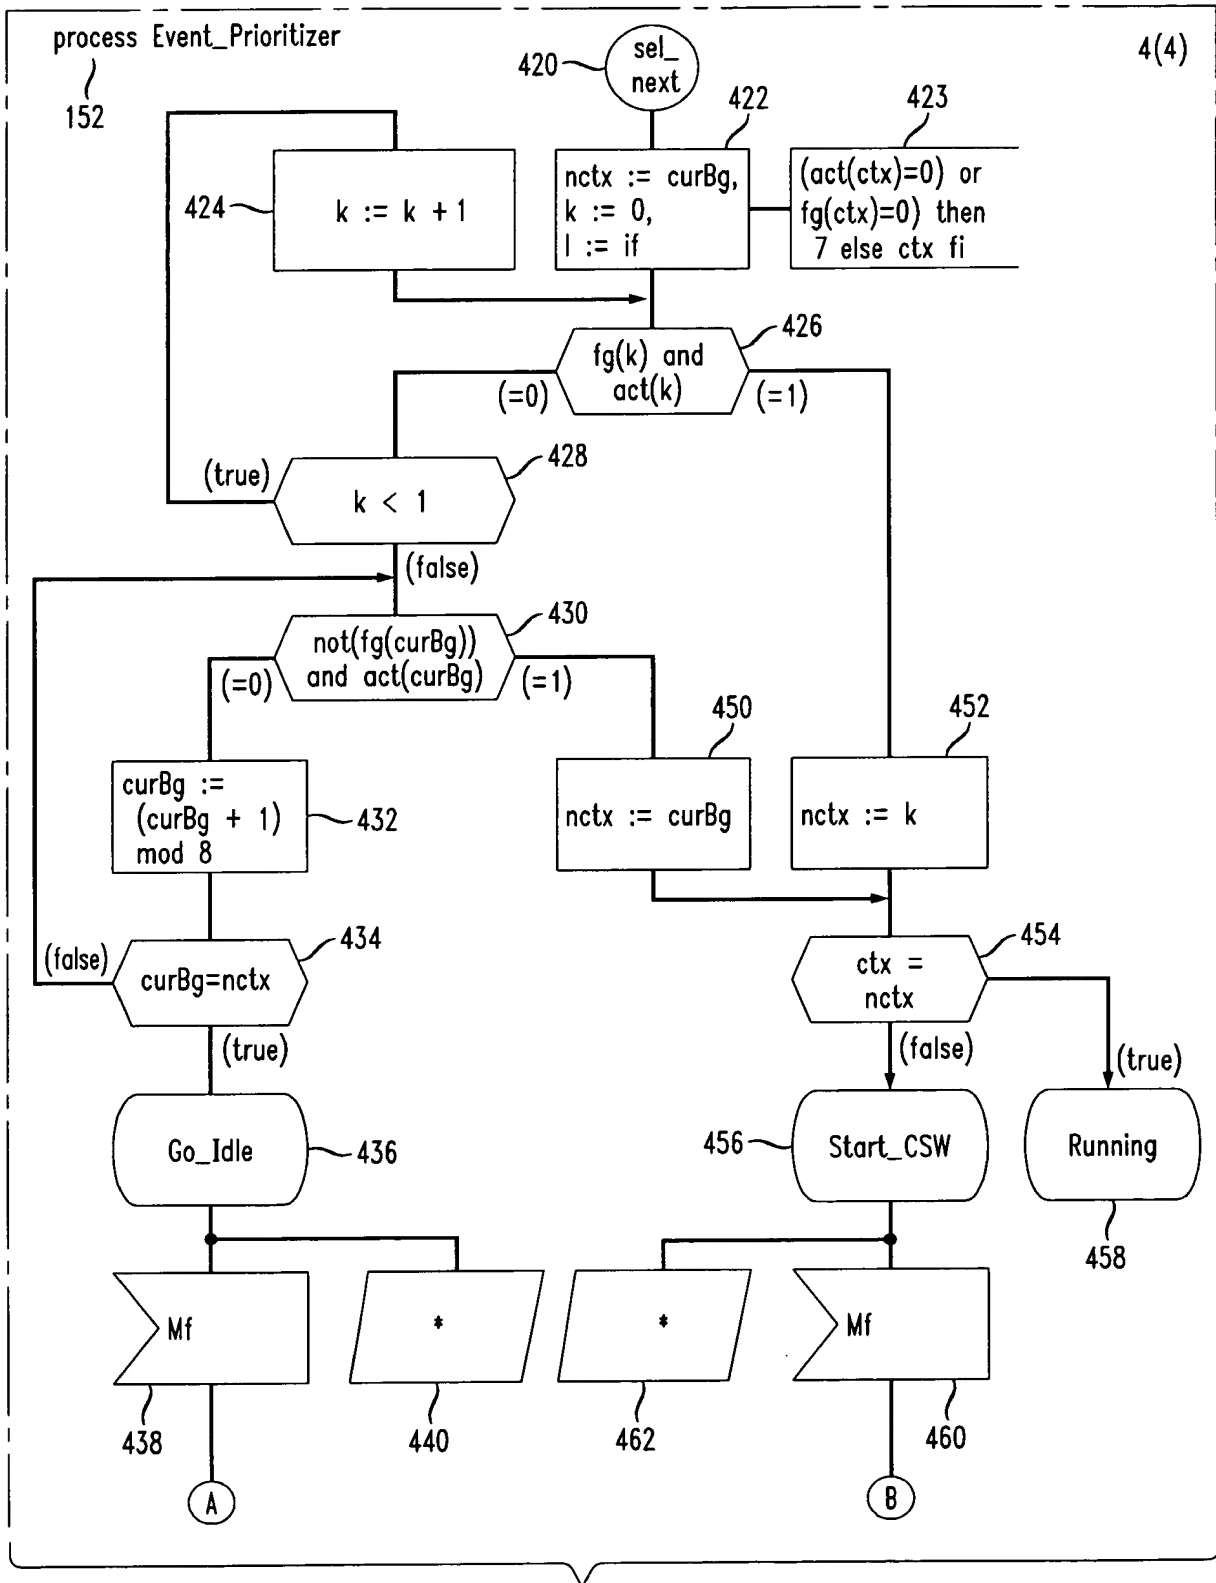 process Event_Prioritizer
152
4(4)
420
sel_
next
422
423
424
k := k + 1
nctx := curBg,
k := 0,
l := if
(act(ctx)=0) or
fg(ctx)=0) then
7 else ctx fi
426
fg(k) and
act(k)
(=0)
(=1)
428
(true)
k < 1
(false)
430
not(fg(curBg))
and act(curBg)
(=0)
(=1)
450
452
curBg :=
(curBg + 1)
mod 8
432
nctx := curBg
nctx := k
434
(false)
curBg=nctx
(true)
454
ctx =
nctx
(false)
(true)
Go_Idle
436
456
Start_CSW
Running
458
Mf
*
*
Mf
438
440
462
460
A
B